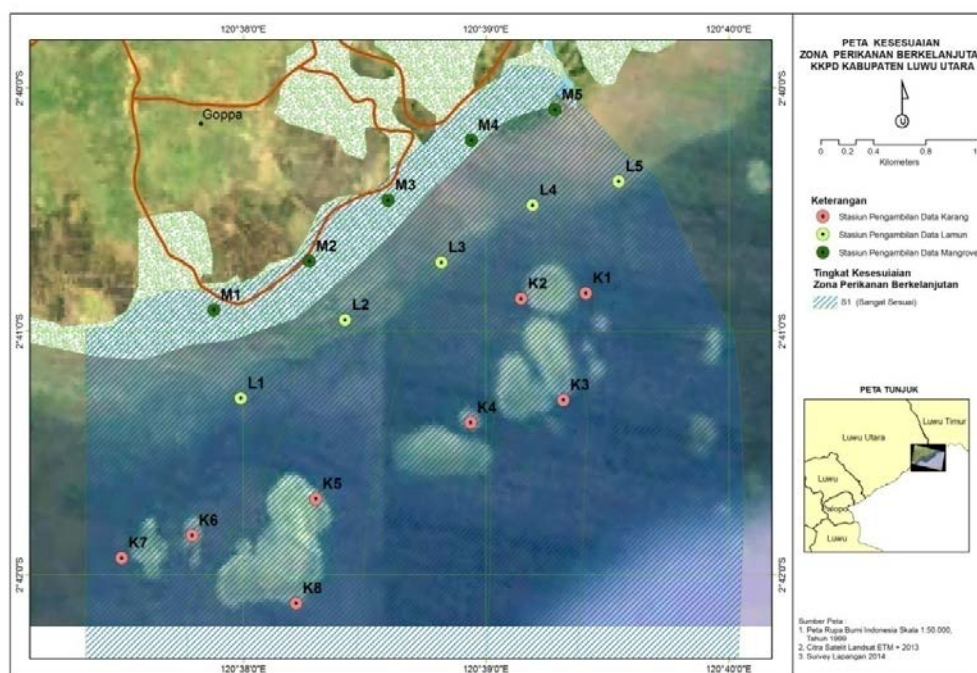 120°38'0"E
120°39'0"E
120°40'0"E
2°40'0"S
2°40'0"S
Goppa
M5
M4
L5
M3
L4
M2
L3
K2
K1
M1
L2
2°41'0"S
2°41'0"S
L1
K3
K4
K5
K6
K7
K8
2°42'0"S
2°42'0"S
120°38'0"E
120°39'0"E
120°40'0"E
PETA KESESUAIAN
ZONA PERIKANAN BERKELANJUTA
KKPD KABUPATEN LUWU UTARA
U
0 0.2 0.4 0.6 0.8 1
Kilometers
Keterangan
Stasiun Pengambilan Data Karang
Stasiun Pengambilan Data Lamun
Stasiun Pengambilan Data Mangrove
Tingkat Kesesuiaian
Zona Perikanan Berkelanjutan
S1 (Sangat Sesuai)
PETA TUNJUK
Luwu Timur
Luwu Utara
Luwu
Palopo
Luwu
Sumber Peta :
1. Peta Rupa Bumi Indonesia Skala 1:50.000,
Tahun 1999
2. Citra Satelit Landsat ETM + 2013
3. Survey Lapangan 2014